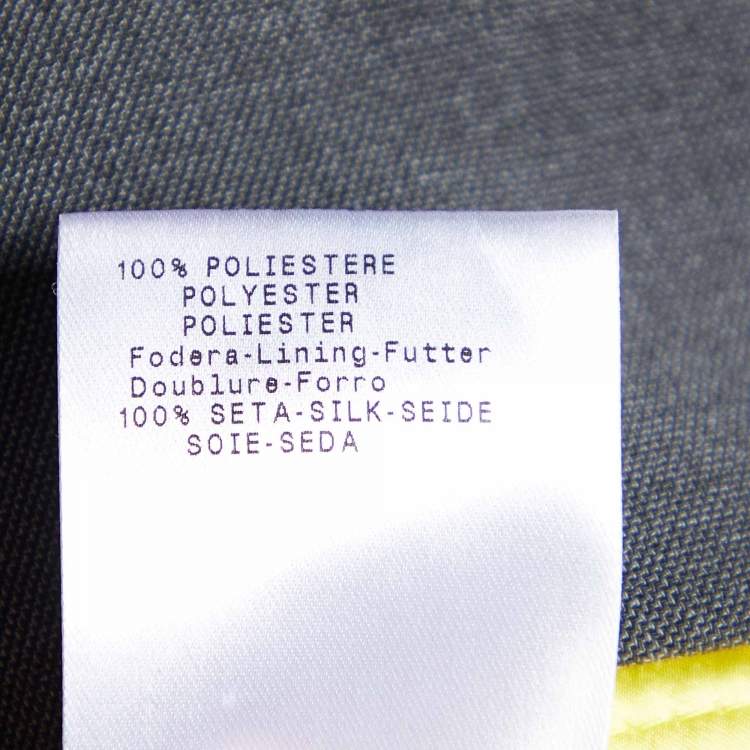 100% POLIESTERE
POLYESTER
POLIESTER
Fodera-Lining-Futter
Doublure-Forro
100% SETA-SILK-SEIDE
SOIE-SEDA